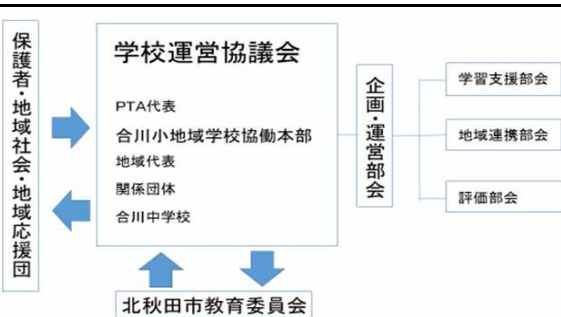 保護者・地域社会・地域応援団
学校運営協議会
PTA代表
合川小地域学校協働本部
地域代表
関係団体
合川中学校
企画・運営部会
学習支援部会
地域連携部会
評価部会
北秋田市教育委員会